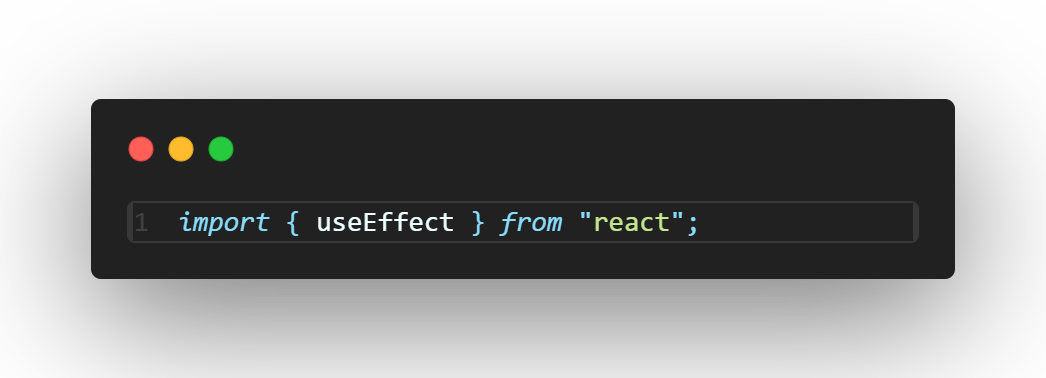 1 import { useEffect } from "react";